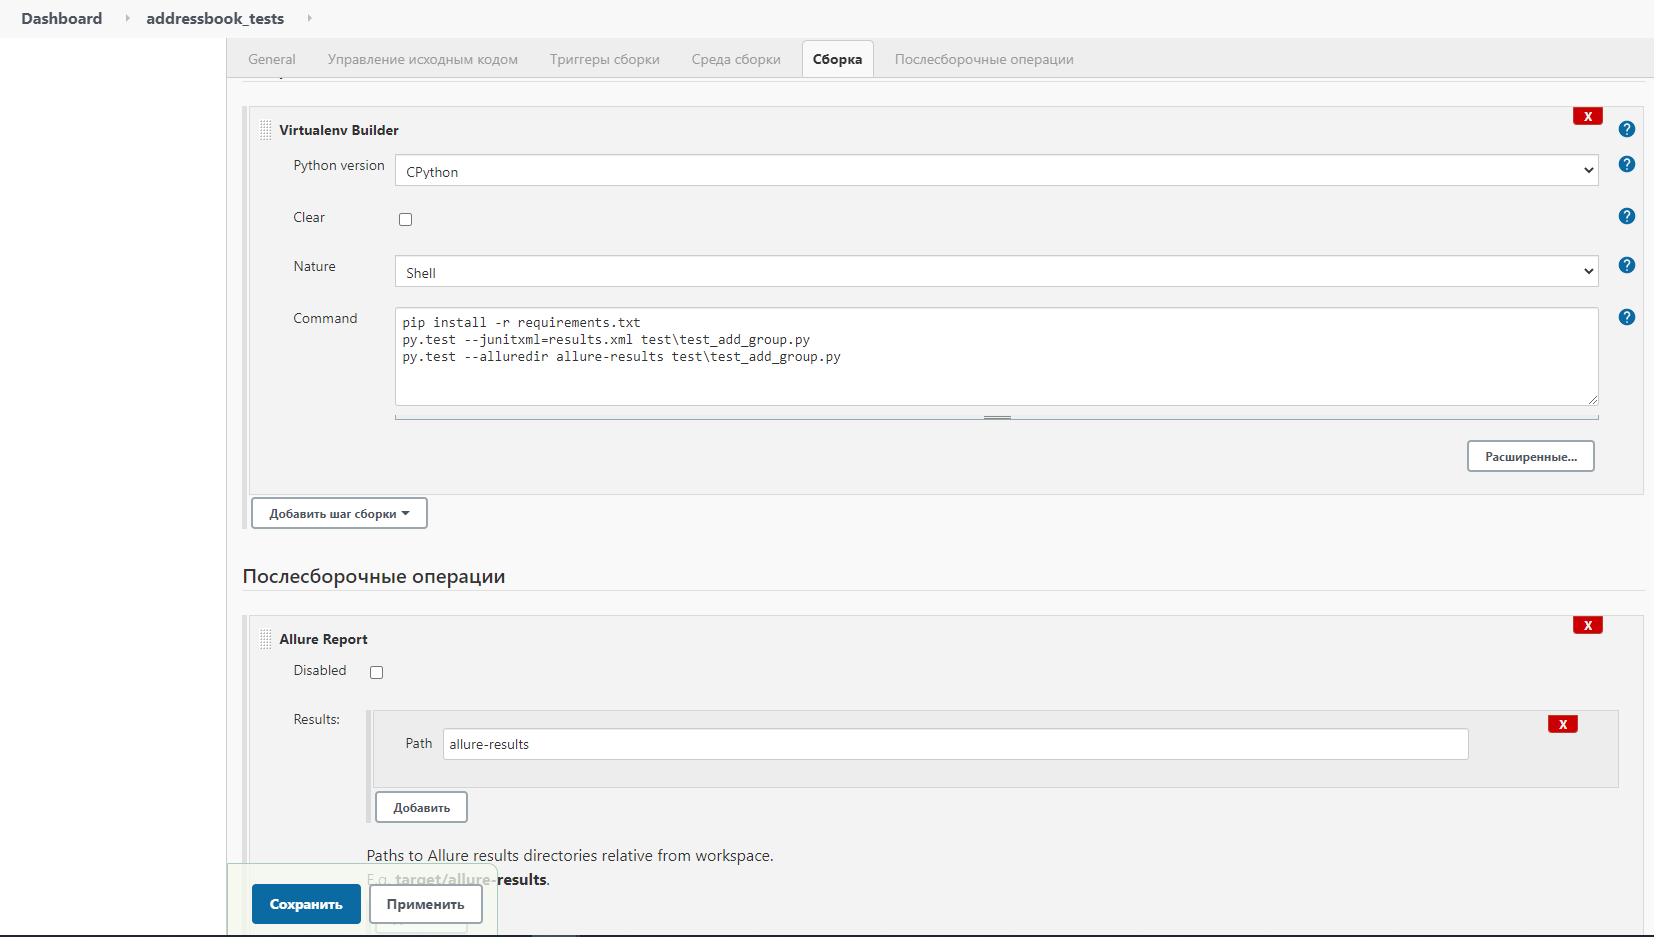 Dashboard addressbook_tests
General Управление исходным кодом Триггеры сборки Среда сборки Сборка Послесборочные операции
X
Virtualenv Builder
?
Python version CPython ?
Clear ?
Nature Shell ?
Command ?
pip install -r requirements.txt
py.test --junitxml=results.xml test\test_add_group.py
py.test --alluredir allure-results test\test_add_group.py
Расширенные...
Добавить шаг сборки
Послесборочные операции
X
Allure Report
Disabled
Results:
X
Path allure-results
Добавить
Paths to Allure results directories relative from workspace.
E.g. target/allure-results.
Сохранить Применить